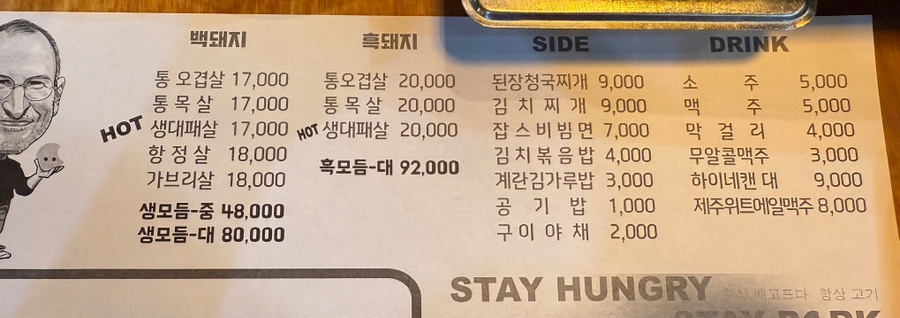 백돼지
통 오겹살 17,000
통 목 살 17,000
HOT 생대패살 17,000
항 정 살 18,000
가브리살 18,000
생모듬-중 48,000
생모듬-대 80,000
흑돼지
통오겹살 20,000
통 목 살 20,000
HOT 생대패살 20,000
흑모듬-대 92,000
SIDE
된장청국찌개 9,000
김 치 찌 개 9,000
잡스비빔면 7,000
김치볶음밥 4,000
계란김가루밥 3,000
공 기 밥 1,000
구 이 야 채 2,000
DRINK
소 주 5,000
맥 주 5,000
막 걸 리 4,000
무알콜맥주 3,000
하이네캔 대 9,000
제주위트에일맥주 8,000
STAY HUNGRY
항상 고기